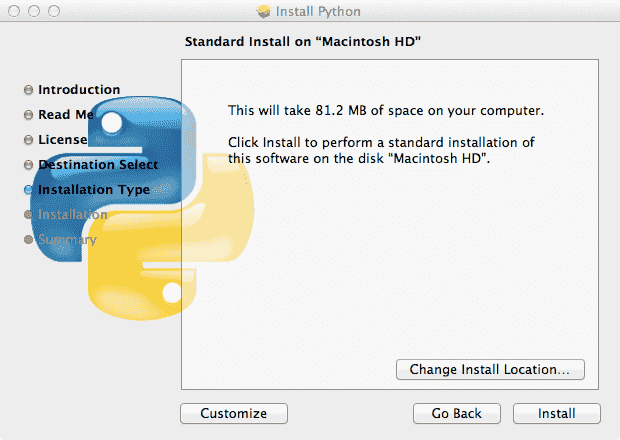 Install Python
Standard Install on “Macintosh HD”
Introduction
Read Me
License
Destination Select
Installation Type
Installation
Summary
This will take 81.2 MB of space on your computer.
Click Install to perform a standard installation of
this software on the disk “Macintosh HD”.
Change Install Location...
Customize
Go Back
Install